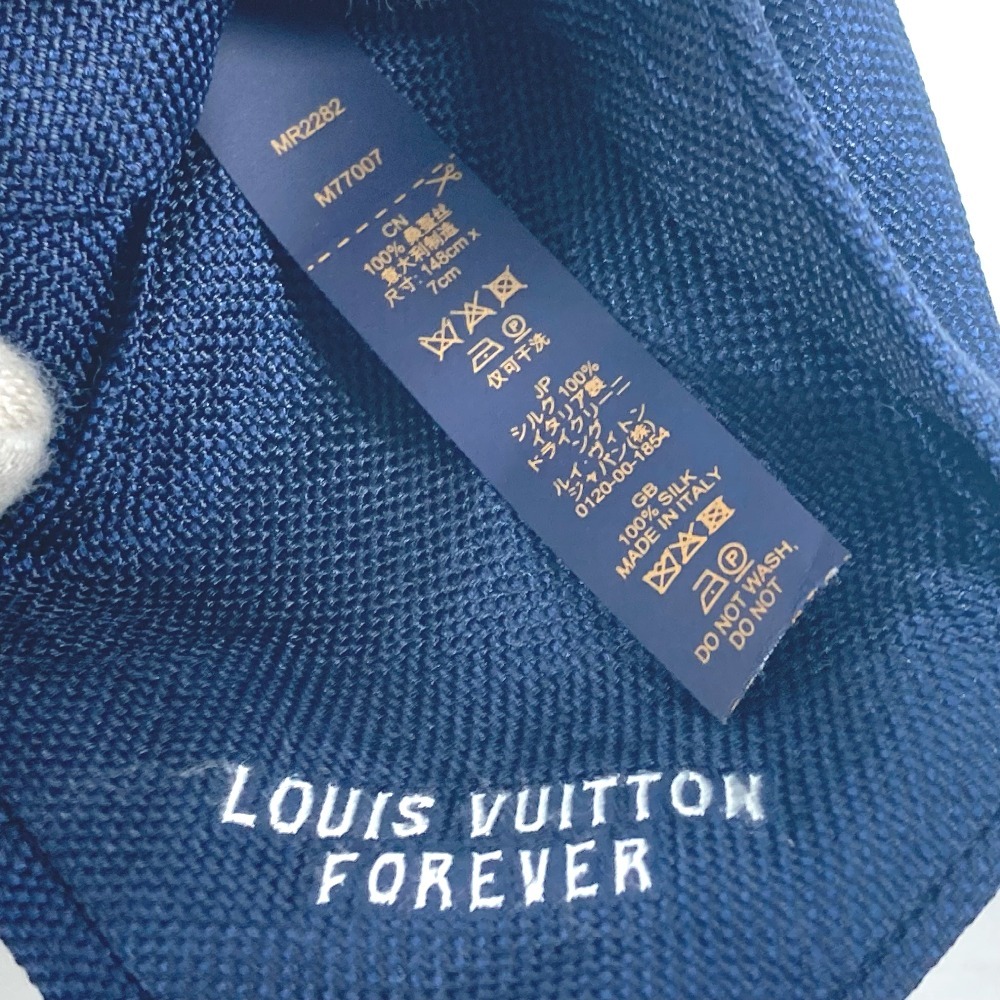 MR2282
M77007
CN
100% 桑蚕丝
意大利制造
尺寸: 148cm x
7cm
仅可干洗
JP
シルク 100%
イタリア製
ドライクリーニ
ング
ルイ・ヴィトン
ジャパン(株)
0120-00-1854
GB
100% SILK
MADE IN ITALY
DO NOT WASH,
DO NOT
LOUIS VUITTON
FOREVER